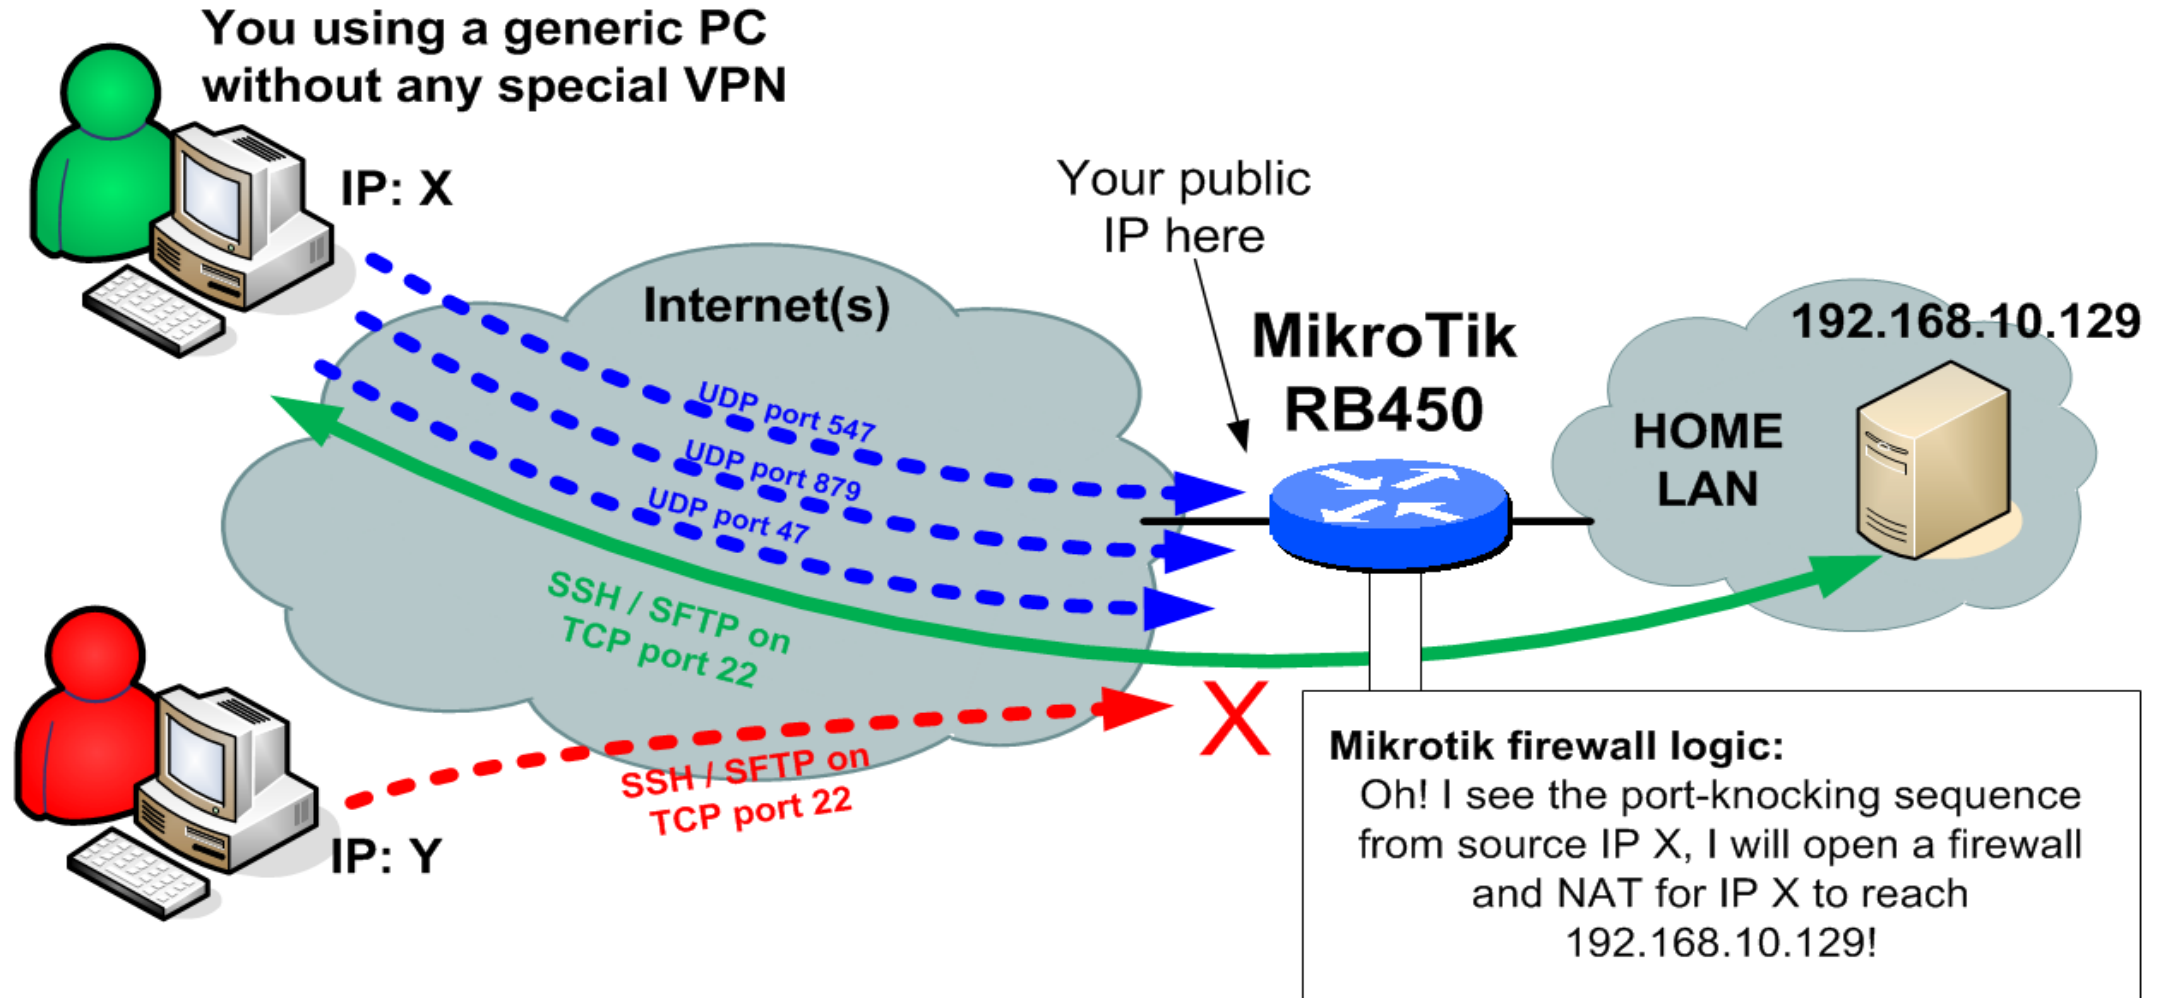 You using a generic PC
without any special VPN
IP: X
Your public
IP here
Internet(s)
MikroTik
RB450
192.168.10.129
HOME
LAN
UDP port 547
UDP port 879
UDP port 47
SSH / SFTP on
TCP port 22
X
SSH / SFTP on
TCP port 22
IP: Y
Mikrotik firewall logic:
Oh! I see the port-knocking sequence
from source IP X, I will open a firewall
and NAT for IP X to reach
192.168.10.129!